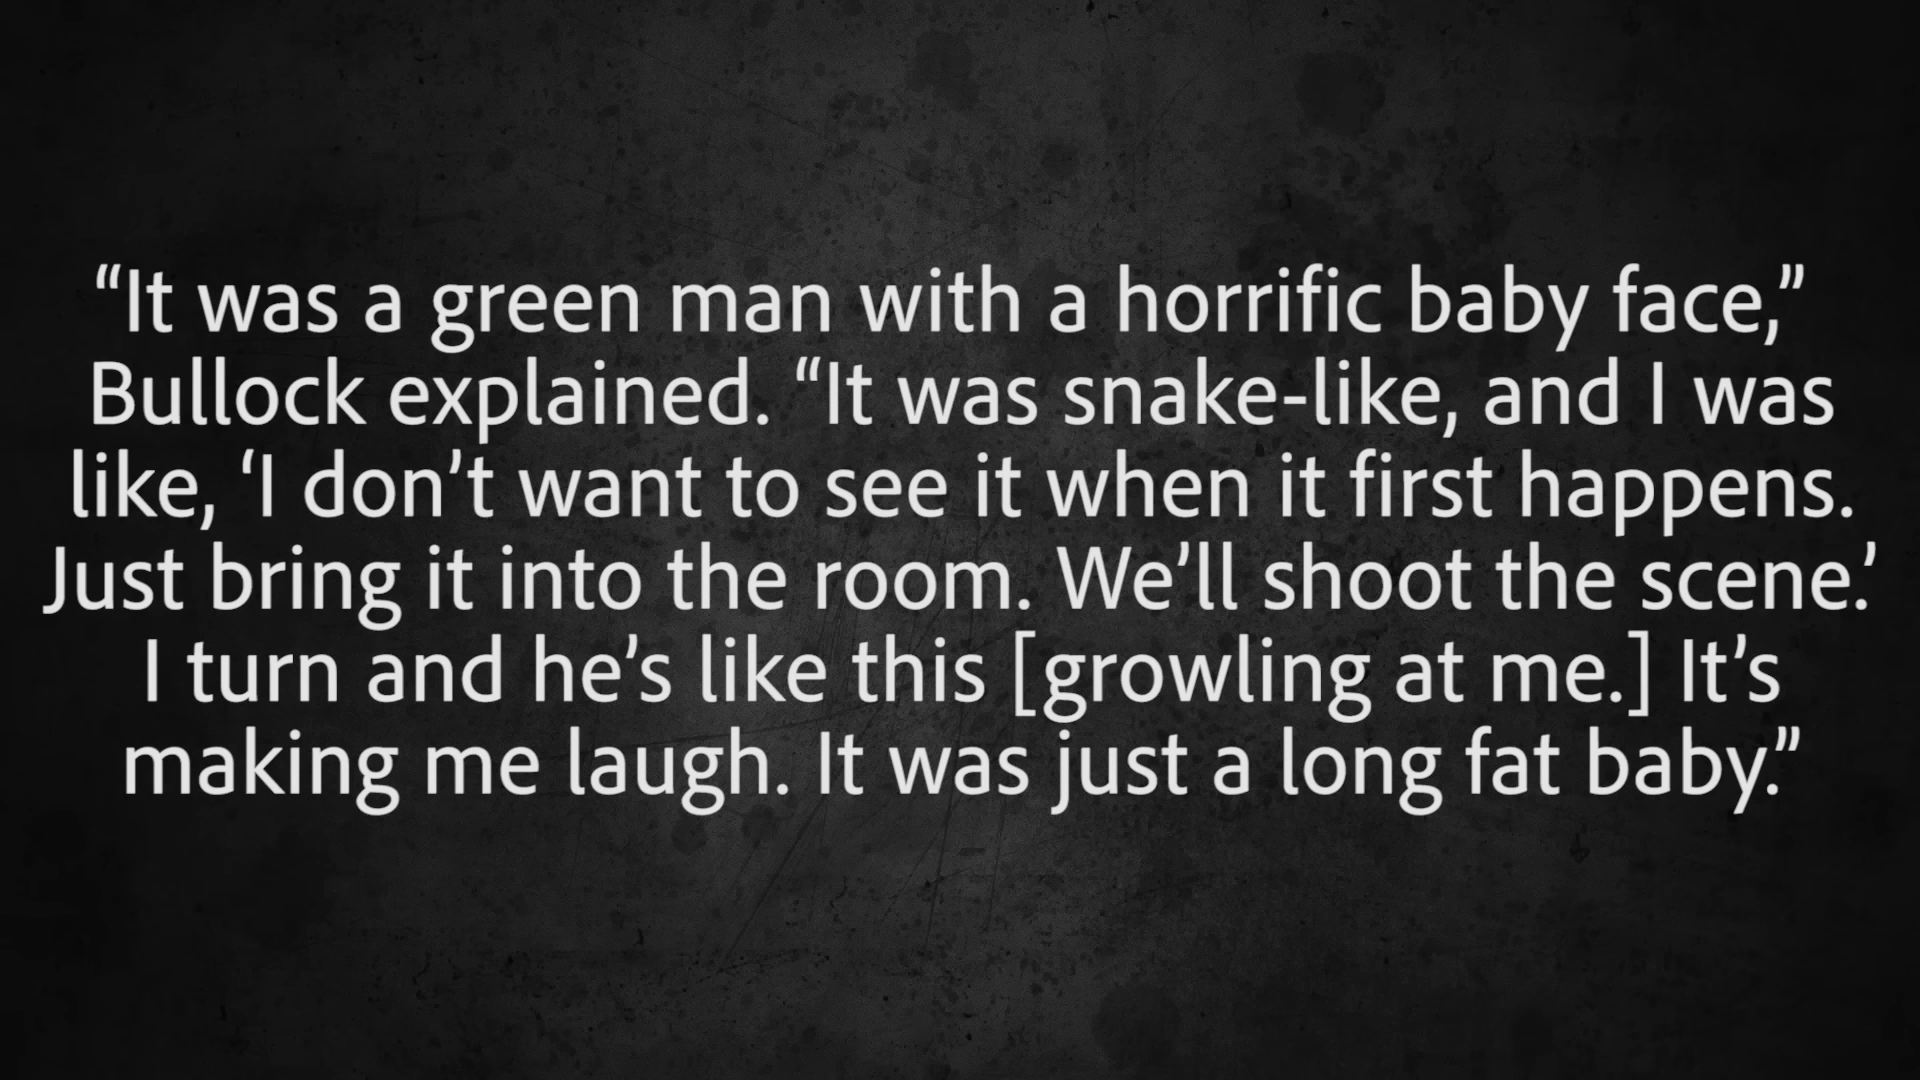 “It was a green man with a horrific baby face,”
Bullock explained. “It was snake-like, and I was
like, ‘I don’t want to see it when it first happens.
Just bring it into the room. We’ll shoot the scene.’
I turn and he’s like this [growling at me.] It’s
making me laugh. It was just a long fat baby.”